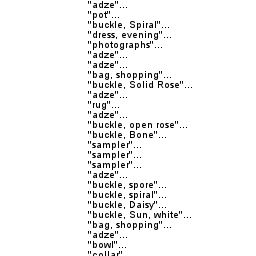 "adze"...
"pot"...
"buckle, Spiral"...
"dress, evening"...
"photographs"...
"adze"...
"adze"...
"bag, shopping"...
"buckle, Solid Rose"...
"adze"...
"rug"...
"adze"...
"buckle, open rose"...
"buckle, Bone"...
"sampler"...
"sampler"...
"sampler"...
"adze"...
"buckle, spore"...
"buckle, spiral"...
"buckle, Daisy"...
"buckle, Sun, white"...
"bag, shopping"...
"adze"...
"bowl"...
"collar"...